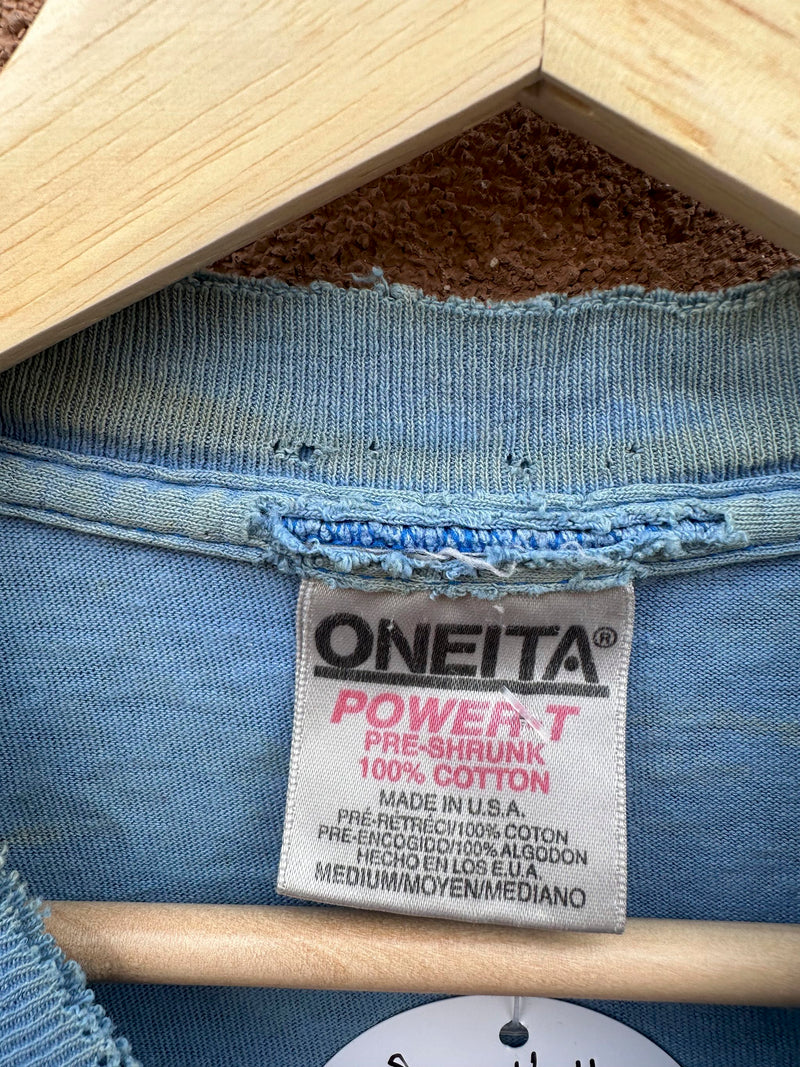 ONEITA®
POWER-T
PRE-SHRUNK
100% COTTON
MADE IN U.S.A.
PRÉ-RETRÉCI/100% COTON
PRE-ENCOGIDO/100% ALGODON
HECHO EN LOS E.U.A.
MEDIUM/MOYEN/MEDIANO